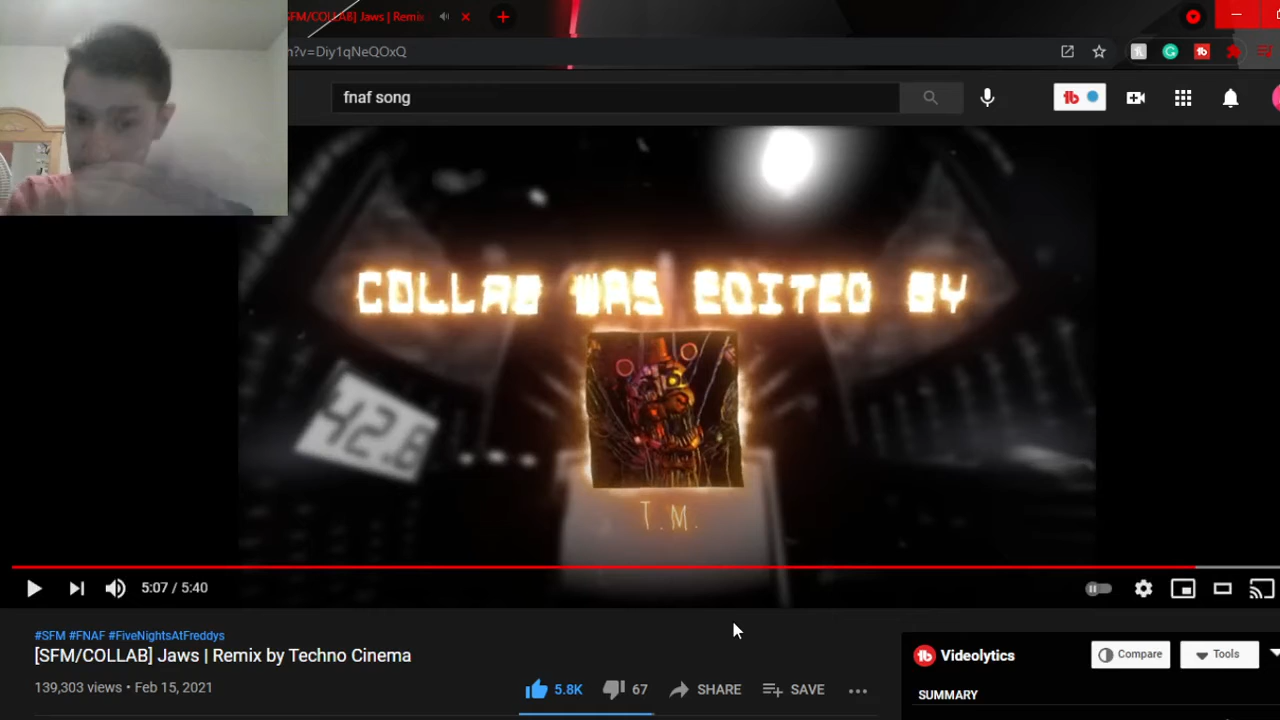 SFM/COLLAB] Jaws | Remix
?v=Diy1qNeQOxQ
fnaf song
COLLAB WAS EDITED BY
42.8
T.M.
5:07 / 5:40
#SFM #FNAF #FiveNightsAtFreddys
[SFM/COLLAB] Jaws | Remix by Techno Cinema
139,303 views • Feb 15, 2021
5.8K
67
SHARE
SAVE
Videolytics
Compare
Tools
SUMMARY